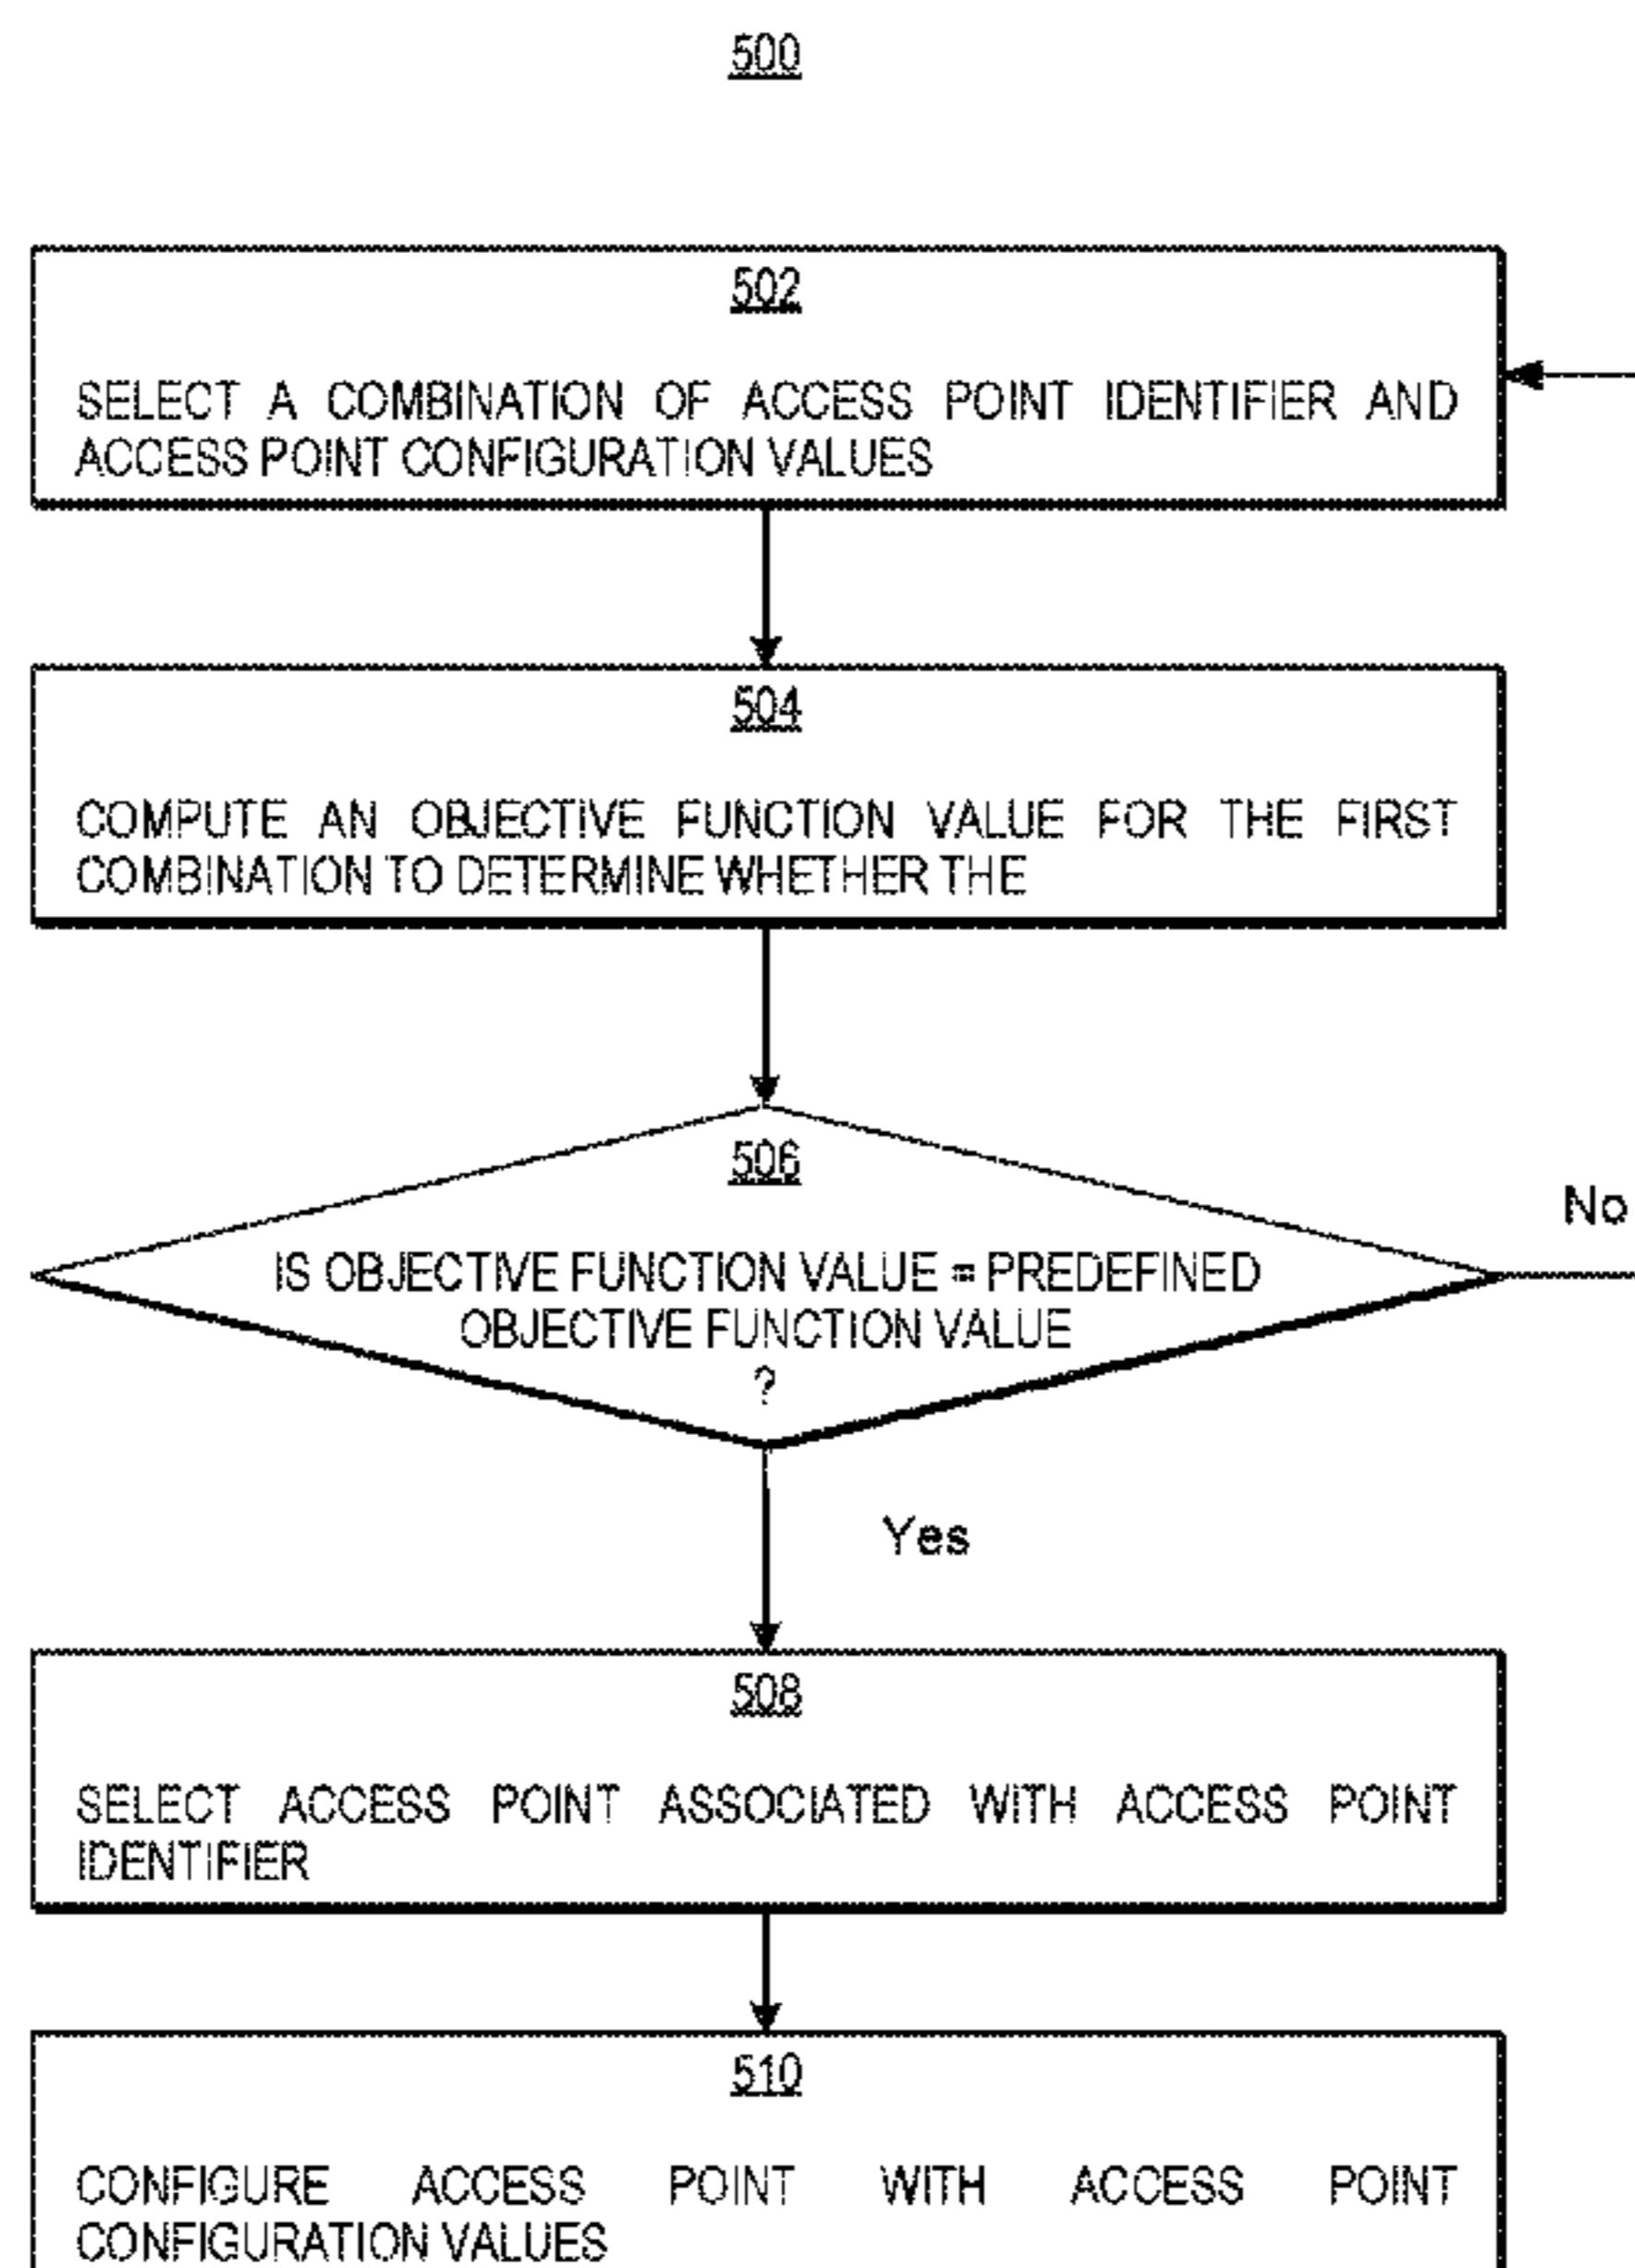 500
502
SELECT A COMBINATION OF ACCESS POINT IDENTIFIER AND
ACCESS POINT CONFIGURATION VALUES
504
COMPUTE AN OBJECTIVE FUNCTION VALUE FOR THE FIRST
COMBINATION TO DETERMINE WHETHER THE
506
IS OBJECTIVE FUNCTION VALUE = PREDEFINED
OBJECTIVE FUNCTION VALUE
?
No
Yes
508
SELECT ACCESS POINT ASSOCIATED WITH ACCESS POINT
IDENTIFIER
510
CONFIGURE ACCESS POINT WITH ACCESS POINT
CONFIGURATION VALUES